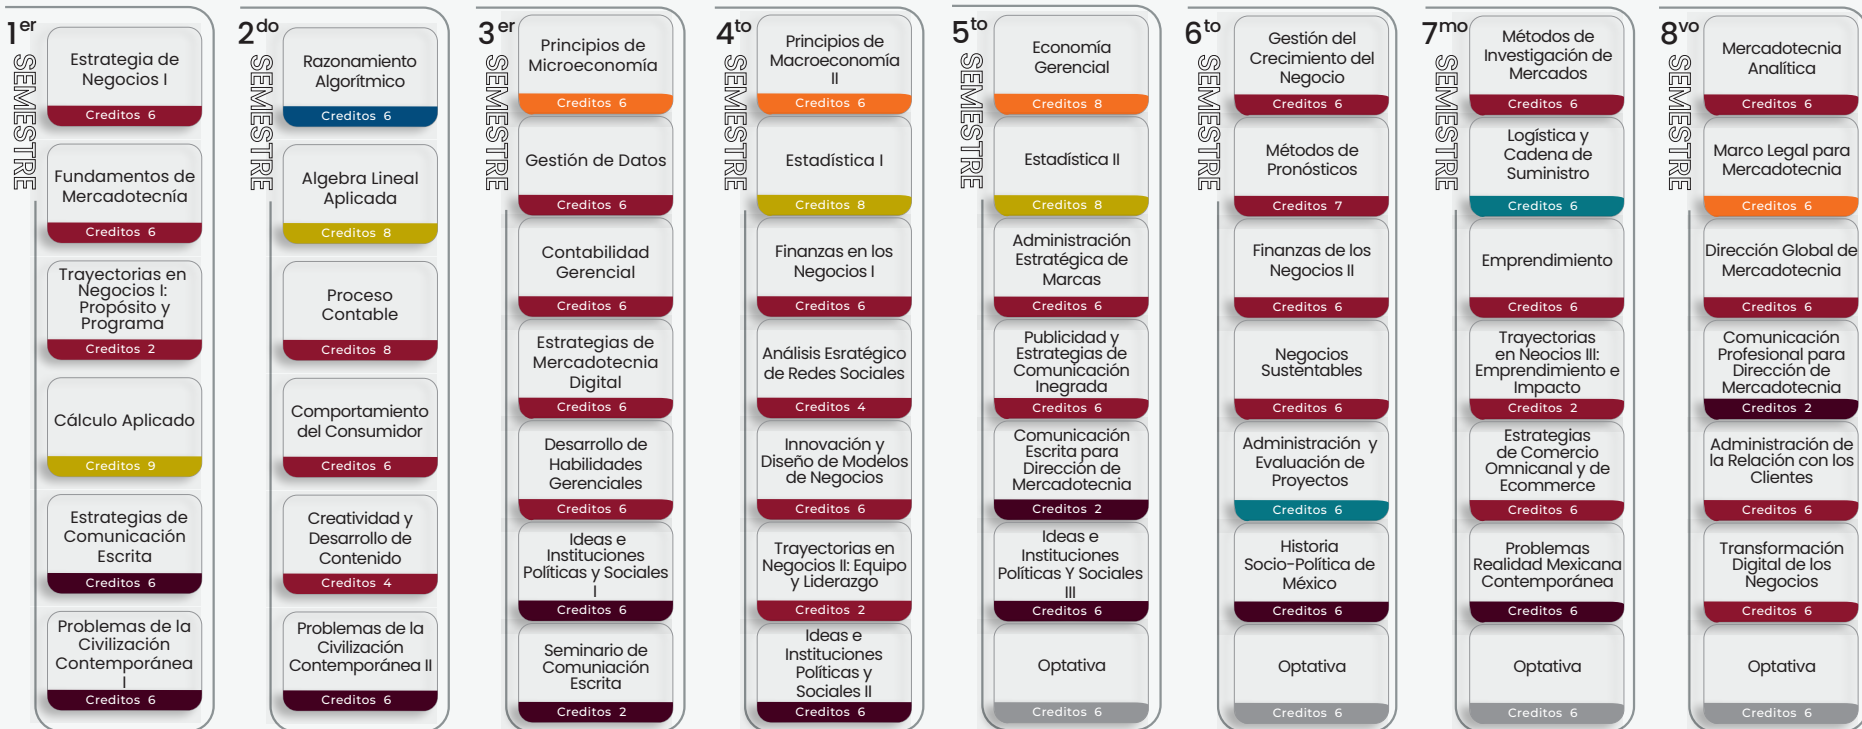 1er
SEMESTRE
Estrategia de
Negocios I
Creditos 6
Fundamentos de
Mercadotecnía
Creditos 6
Trayectorias en
Negocios I:
Propósito y
Programa
Creditos 2
Cálculo Aplicado
Creditos 9
Estrategias de
Comunicación
Escrita
Creditos 6
Problemas de la
Civilización
Contemporánea
I
Creditos 6
2do
SEMESTRE
Razonamiento
Algorítmico
Creditos 6
Algebra Lineal
Aplicada
Creditos 8
Proceso
Contable
Creditos 8
Comportamiento
del Consumidor
Creditos 6
Creatividad y
Desarrollo de
Contenido
Creditos 4
Problemas de la
Civilización
Contemporánea II
Creditos 6
3er
SEMESTRE
Principios de
Microeconomía
Creditos 6
Gestión de Datos
Creditos 6
Contabilidad
Gerencial
Creditos 6
Estrategias de
Mercadotecnia
Digital
Creditos 6
Desarrollo de
Habilidades
Gerenciales
Creditos 6
Ideas e
Instituciones
Políticas y Sociales
I
Creditos 6
Seminario de
Comuniación
Escrita
Creditos 2
4to
SEMESTRE
Principios de
Macroeconomía
II
Creditos 6
Estadística I
Creditos 8
Finanzas en los
Negocios I
Creditos 6
Análisis Esratégico
de Redes Sociales
Creditos 4
Innovación y
Diseño de Modelos
de Negocios
Creditos 6
Trayectorias en
Negocios II: Equipo
y Liderazgo
Creditos 2
Ideas e
Instituciones
Políticas y
Sociales II
Creditos 6
5to
SEMESTRE
Economía
Gerencial
Creditos 8
Estadística II
Creditos 8
Administración
Estratégica de
Marcas
Creditos 6
Publicidad y
Estrategias de
Comunicación
Inegrada
Creditos 6
Comunicación
Escrita para
Dirección de
Mercadotecnia
Creditos 2
Ideas e
Instituciones
Políticas Y Sociales
III
Creditos 6
Optativa
Creditos 6
6to
SEMESTRE
Gestión del
Crecimiento del
Negocio
Creditos 6
Métodos de
Pronósticos
Creditos 7
Finanzas de los
Negocios II
Creditos 6
Negocios
Sustentables
Creditos 6
Administración y
Evaluación de
Proyectos
Creditos 6
Historia
Socio-Política de
México
Creditos 6
Optativa
Creditos 6
7mo
SEMESTRE
Métodos de
Investigación de
Mercados
Creditos 6
Logística y
Cadena de
Suministro
Creditos 6
Emprendimiento
Creditos 6
Trayectorias
en Neocios III:
Emprendimiento e
Impacto
Creditos 2
Estrategias
de Comercio
Omnicanal y de
Ecommerce
Creditos 6
Problemas
Realidad Mexicana
Contemporánea
Creditos 6
Optativa
Creditos 6
8vo
SEMESTRE
Mercadotecnia
Analítica
Creditos 6
Marco Legal para
Mercadotecnia
Creditos 6
Dirección Global de
Mercadotecnia
Creditos 6
Comunicación
Profesional para
Dirección de
Mercadotecnia
Creditos 2
Administración de
la Relación con los
Clientes
Creditos 6
Transformación
Digital de los
Negocios
Creditos 6
Optativa
Creditos 6